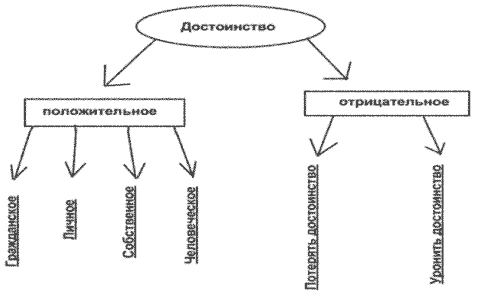 Достоинство
положительное
отрицательное
Гражданское
Личное
Собственное
Человеческое
Потерять достоинство
Уронить достоинство